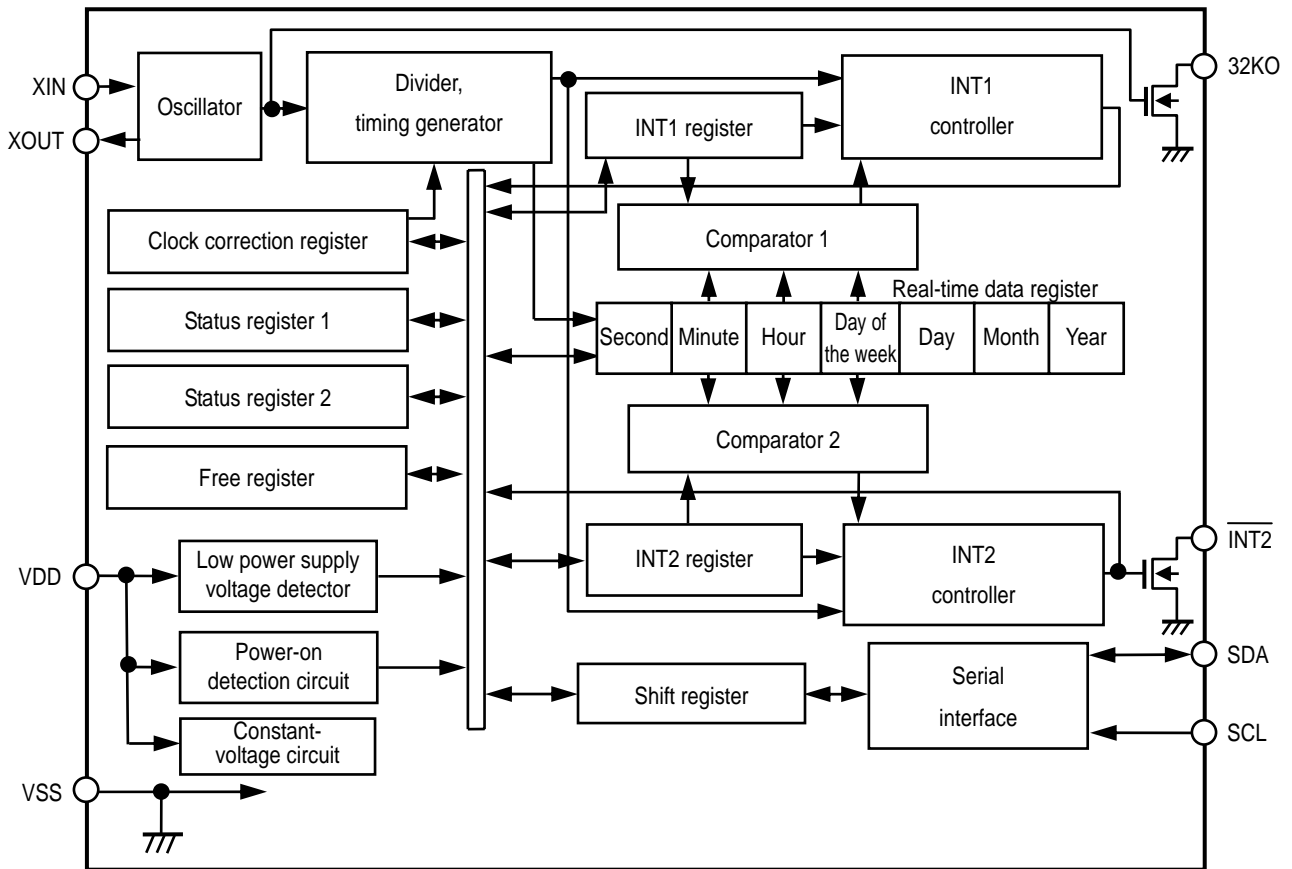 XIN
XOUT
Oscillator
Divider,
timing generator
INT1 register
INT1
controller
32KO
Clock correction register
Comparator 1
Real-time data register
Status register 1
Second
Minute
Hour
Day of
the week
Day
Month
Year
Status register 2
Comparator 2
Free register
INT2 register
INT2
controller
INT2
VDD
Low power supply
voltage detector
Power-on
detection circuit
Shift register
Serial
interface
SDA
SCL
Constant-
voltage circuit
VSS